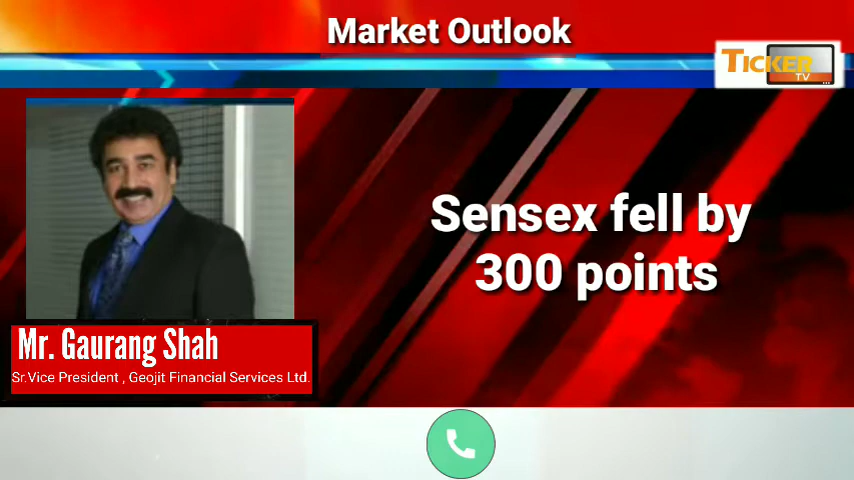 Market Outlook
TICKER
TV
Sensex fell by
300 points
Mr. Gaurang Shah
Sr.Vice President , Geojit Financial Services Ltd.